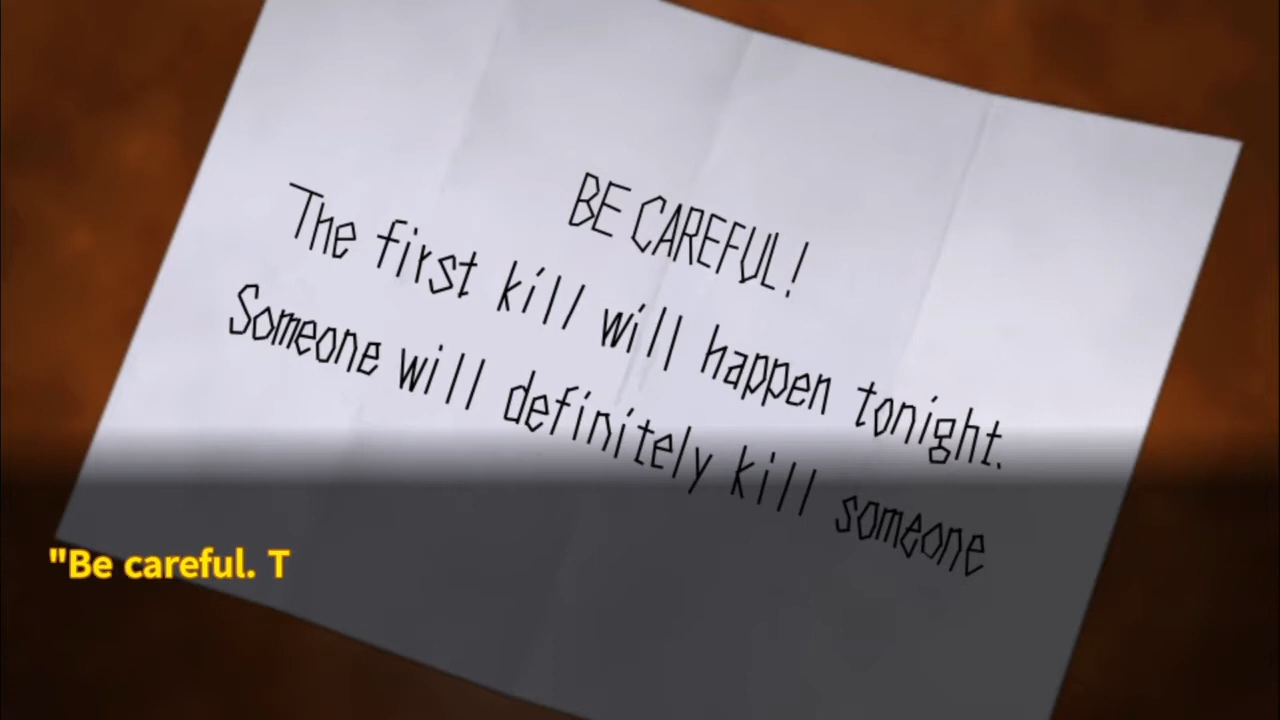 BE CAREFUL!
The first kill will happen tonight.
Someone will definitely kill someone
"Be careful. T